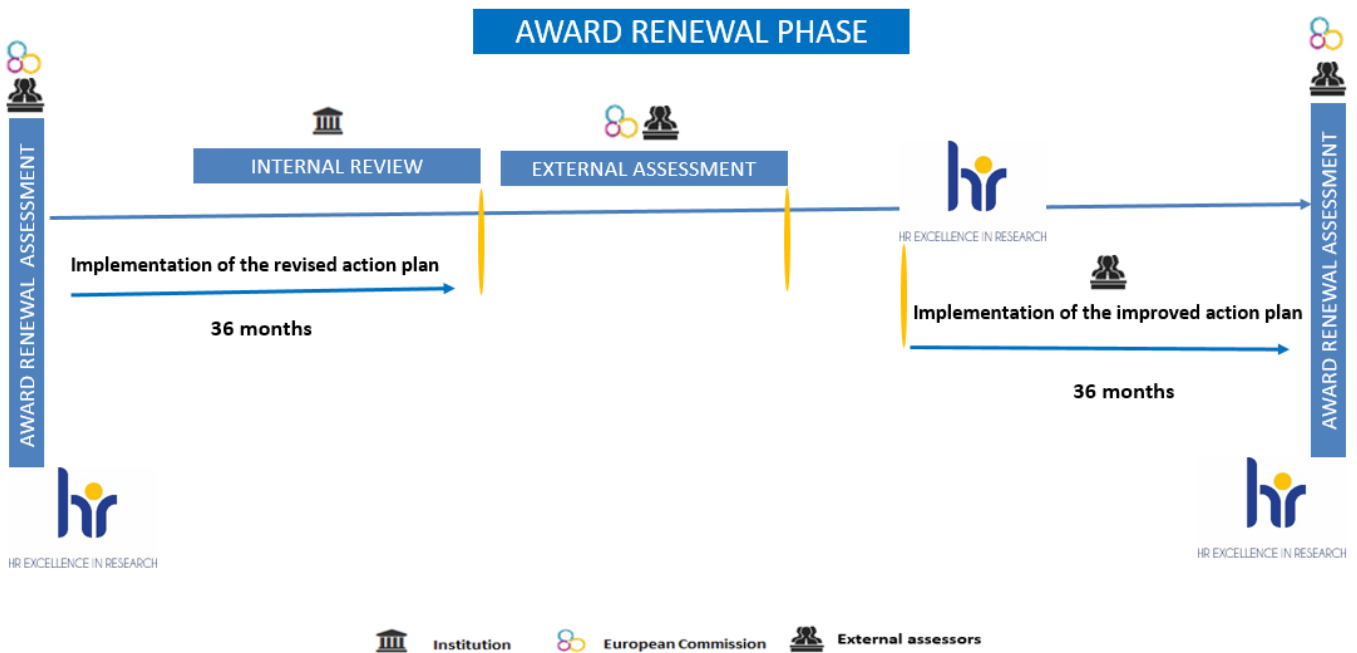 AWARD RENEWAL PHASE
AWARD RENEWAL ASSESSMENT
INTERNAL REVIEW
EXTERNAL ASSESSMENT
hr
HR EXCELLENCE IN RESEARCH
AWARD RENEWAL ASSESSMENT
Implementation of the revised action plan
36 months
Implementation of the improved action plan
36 months
hr
HR EXCELLENCE IN RESEARCH
hr
HR EXCELLENCE IN RESEARCH
Institution
European Commission
External assessors